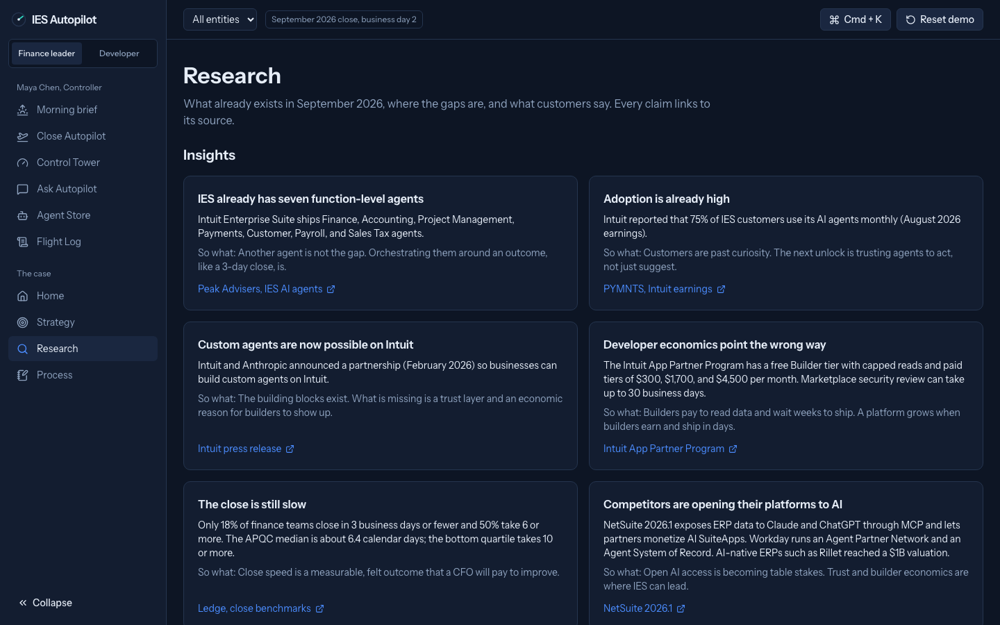 IES Autopilot
Finance leader
Developer
Maya Chen, Controller
Morning brief
Close Autopilot
Control Tower
Ask Autopilot
Agent Store
Flight Log
The case
Home
Strategy
Research
Process
Collapse
All entities
September 2026 close, business day 2
Cmd + K
Reset demo
Research
What already exists in September 2026, where the gaps are, and what customers say. Every claim links to
its source.
Insights
IES already has seven function-level agents
Intuit Enterprise Suite ships Finance, Accounting, Project Management,
Payments, Customer, Payroll, and Sales Tax agents.
So what: Another agent is not the gap. Orchestrating them around an outcome,
like a 3-day close, is.
Peak Advisers, IES AI agents
Adoption is already high
Intuit reported that 75% of IES customers use its AI agents monthly (August 2026
earnings).
So what: Customers are past curiosity. The next unlock is trusting agents to act,
not just suggest.
PYMNTS, Intuit earnings
Custom agents are now possible on Intuit
Intuit and Anthropic announced a partnership (February 2026) so businesses can
build custom agents on Intuit.
So what: The building blocks exist. What is missing is a trust layer and an economic
reason for builders to show up.
Intuit press release
Developer economics point the wrong way
The Intuit App Partner Program has a free Builder tier with capped reads and paid
tiers of $300, $1,700, and $4,500 per month. Marketplace security review can take
up to 30 business days.
So what: Builders pay to read data and wait weeks to ship. A platform grows when
builders earn and ship in days.
Intuit App Partner Program
The close is still slow
Only 18% of finance teams close in 3 business days or fewer and 50% take 6 or
more. The APQC median is about 6.4 calendar days; the bottom quartile takes 10
or more.
So what: Close speed is a measurable, felt outcome that a CFO will pay to improve.
Ledge, close benchmarks
Competitors are opening their platforms to AI
NetSuite 2026.1 exposes ERP data to Claude and ChatGPT through MCP and lets
partners monetize AI SuiteApps. Workday runs an Agent Partner Network and an
Agent System of Record. AI-native ERPs such as Rillet reached a $1B valuation.
So what: Open AI access is becoming table stakes. Trust and builder economics are
where IES can lead.
NetSuite 2026.1